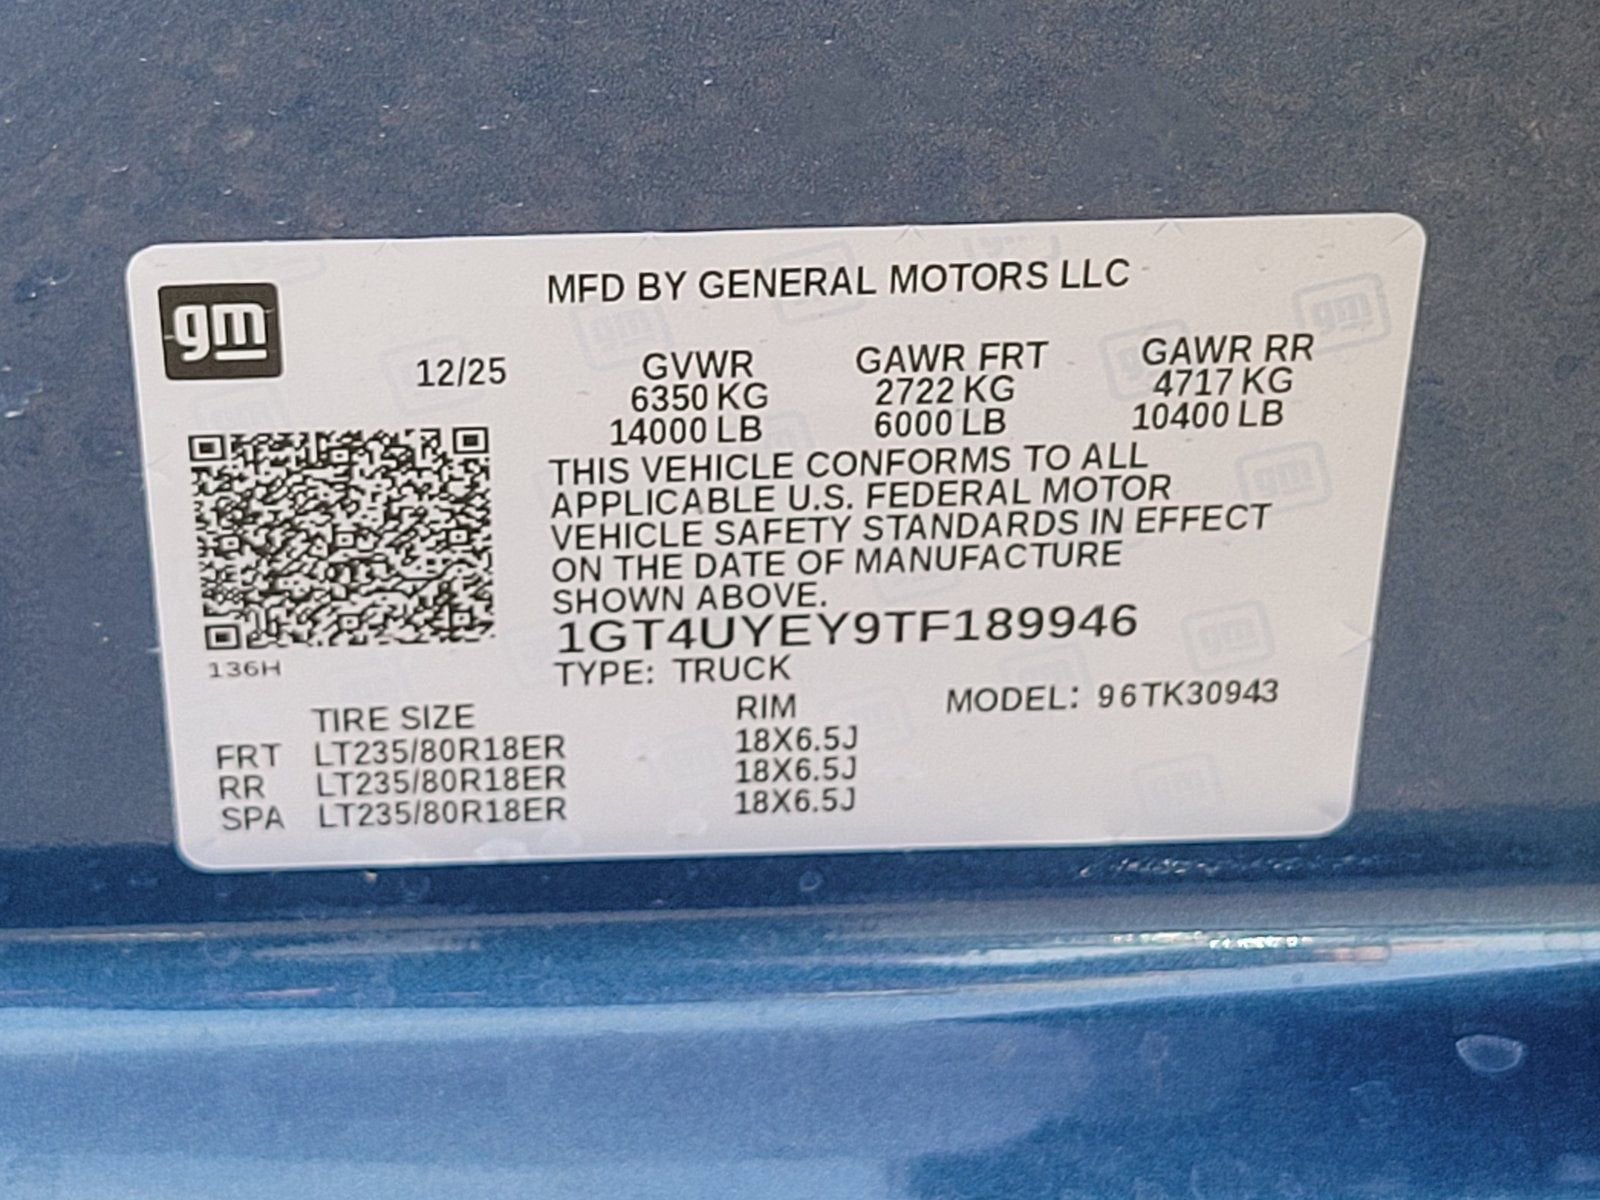 gm
MFD BY GENERAL MOTORS LLC
12/25 GVWR GAWR FRT GAWR RR
6350 KG 2722 KG 4717 KG
14000 LB 6000 LB 10400 LB
THIS VEHICLE CONFORMS TO ALL
APPLICABLE U.S. FEDERAL MOTOR
VEHICLE SAFETY STANDARDS IN EFFECT
ON THE DATE OF MANUFACTURE
SHOWN ABOVE.
1GT4UYEY9TF189946
136H
TYPE: TRUCK
MODEL: 96TK30943
TIRE SIZE RIM
FRT LT235/80R18ER 18X6.5J
RR LT235/80R18ER 18X6.5J
SPA LT235/80R18ER 18X6.5J